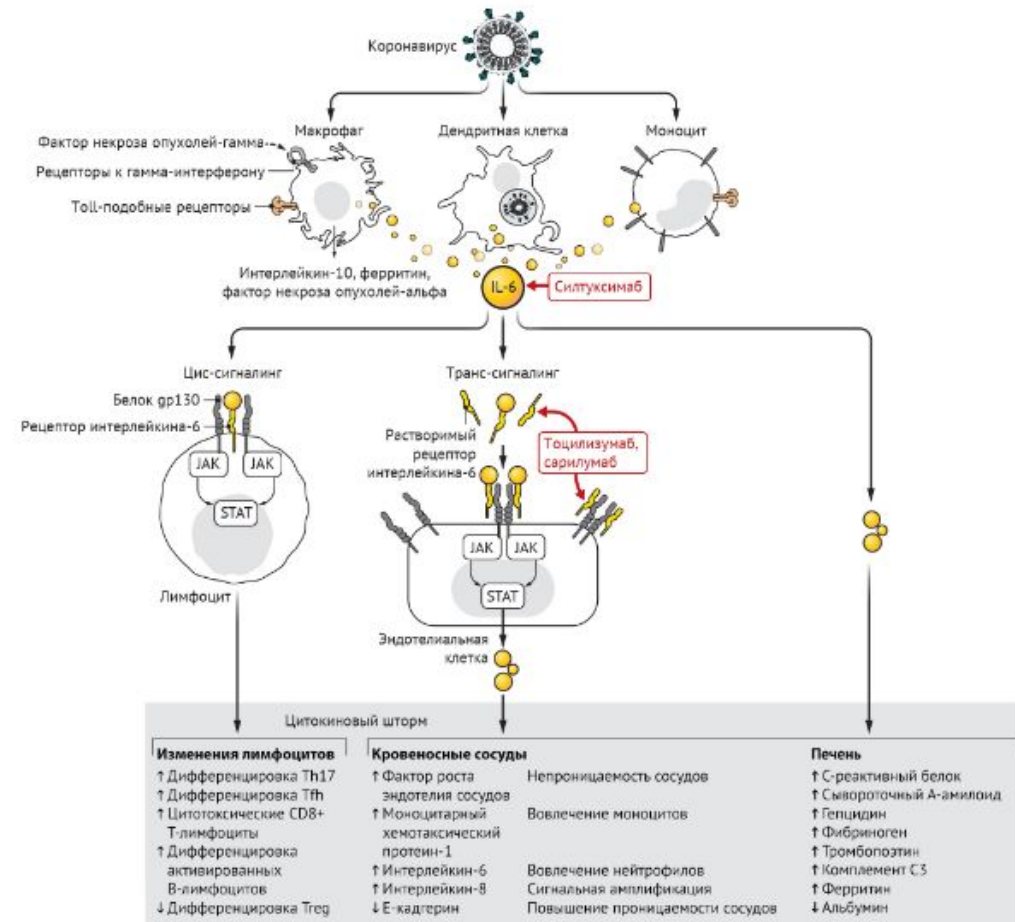 Коронавирус
Макрофаг
Дендритная клетка
Моноцит
Фактор некроза опухолей-гамма
Рецепторы к гамма-интерферону
Toll-подобные рецепторы
Интерлейкин-10, ферритин,
фактор некроза опухолей-альфа
IL-6
Силтуксимаб
Цис-сигналинг
Транс-сигналинг
Белок gp130
Рецептор интерлейкина-6
Растворимый
рецептор
интерлейкина-6
Тоцилизумаб,
сарилумаб
JAK
JAK
STAT
JAK
JAK
STAT
Лимфоцит
Эндотелиальная
клетка
Цитокиновый шторм
Изменения лимфоцитов
↑ Дифференцировка Th17
↑ Дифференцировка Tfh
↑ Цитотоксические CD8+
Т-лимфоциты
↑ Дифференцировка
активированных
В-лимфоцитов
↓ Дифференцировка Treg
Кровеносные сосуды
↑ Фактор роста
эндотелия сосудов
Непроницаемость сосудов
↑ Моноцитарный
хемотаксический
протеин-1
Вовлечение моноцитов
↑ Интерлейкин-6
Вовлечение нейтрофилов
↑ Интерлейкин-8
Сигнальная амплификация
↓ Е-кадгерин
Повышение проницаемости сосудов
Печень
↑ С-реактивный белок
↑ Сывороточный А-амилоид
↑ Гепцидин
↑ Фибриноген
↑ Тромбопоэтин
↑ Комплемент С3
↑ Ферритин
↓ Альбумин